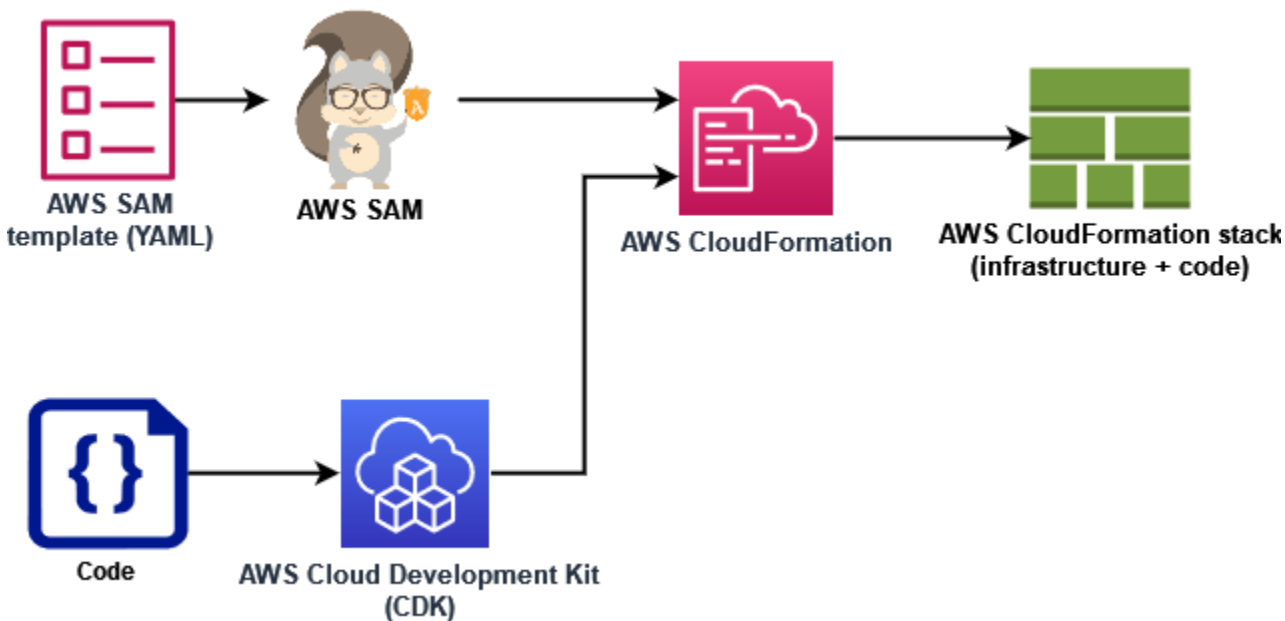 AWS SAM
template (YAML)
AWS SAM
AWS CloudFormation
AWS CloudFormation stack
(infrastructure + code)
{}
Code
AWS Cloud Development Kit
(CDK)